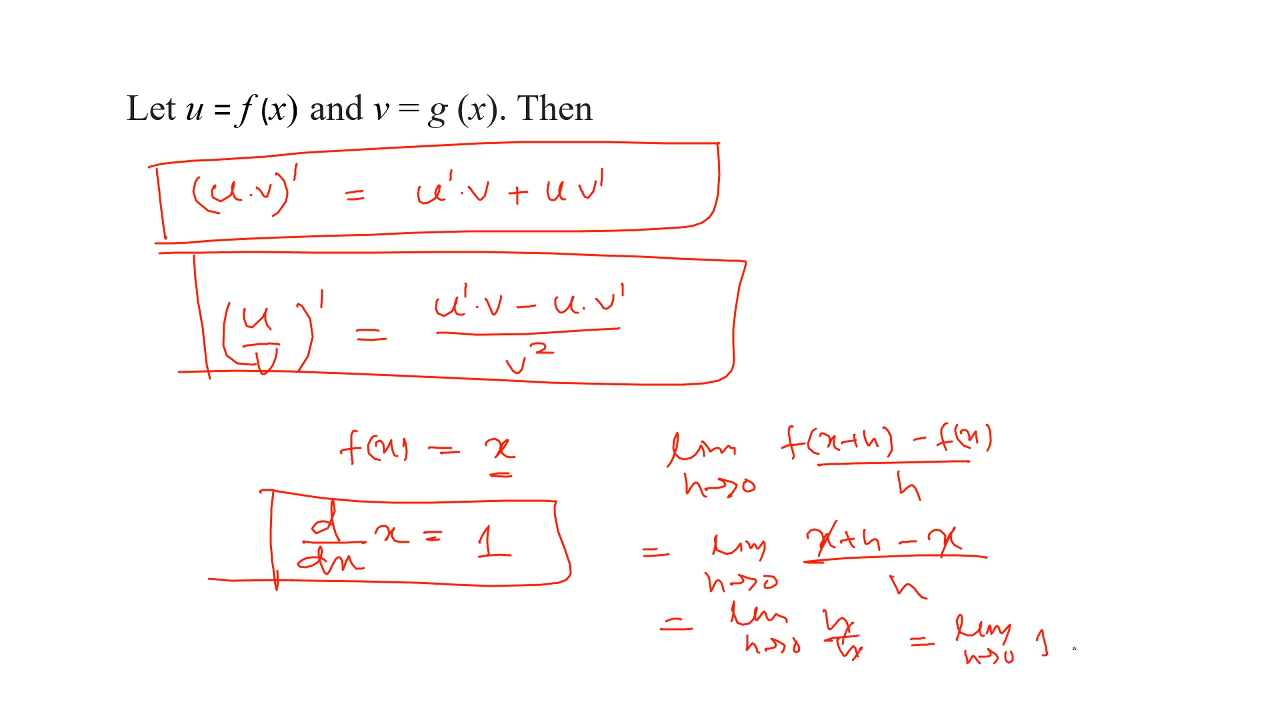 Let u = f (x) and v = g (x). Then
(u·v)' = u'·v + u v'
(u/v)' = (u'·v − u·v')/v²
f(x) = x
d/dx x = 1
lim h→0 (f(x+h) − f(x))/h
= lim h→0 (x+h − x)/h
= lim h→0 h/h = lim h→0 1